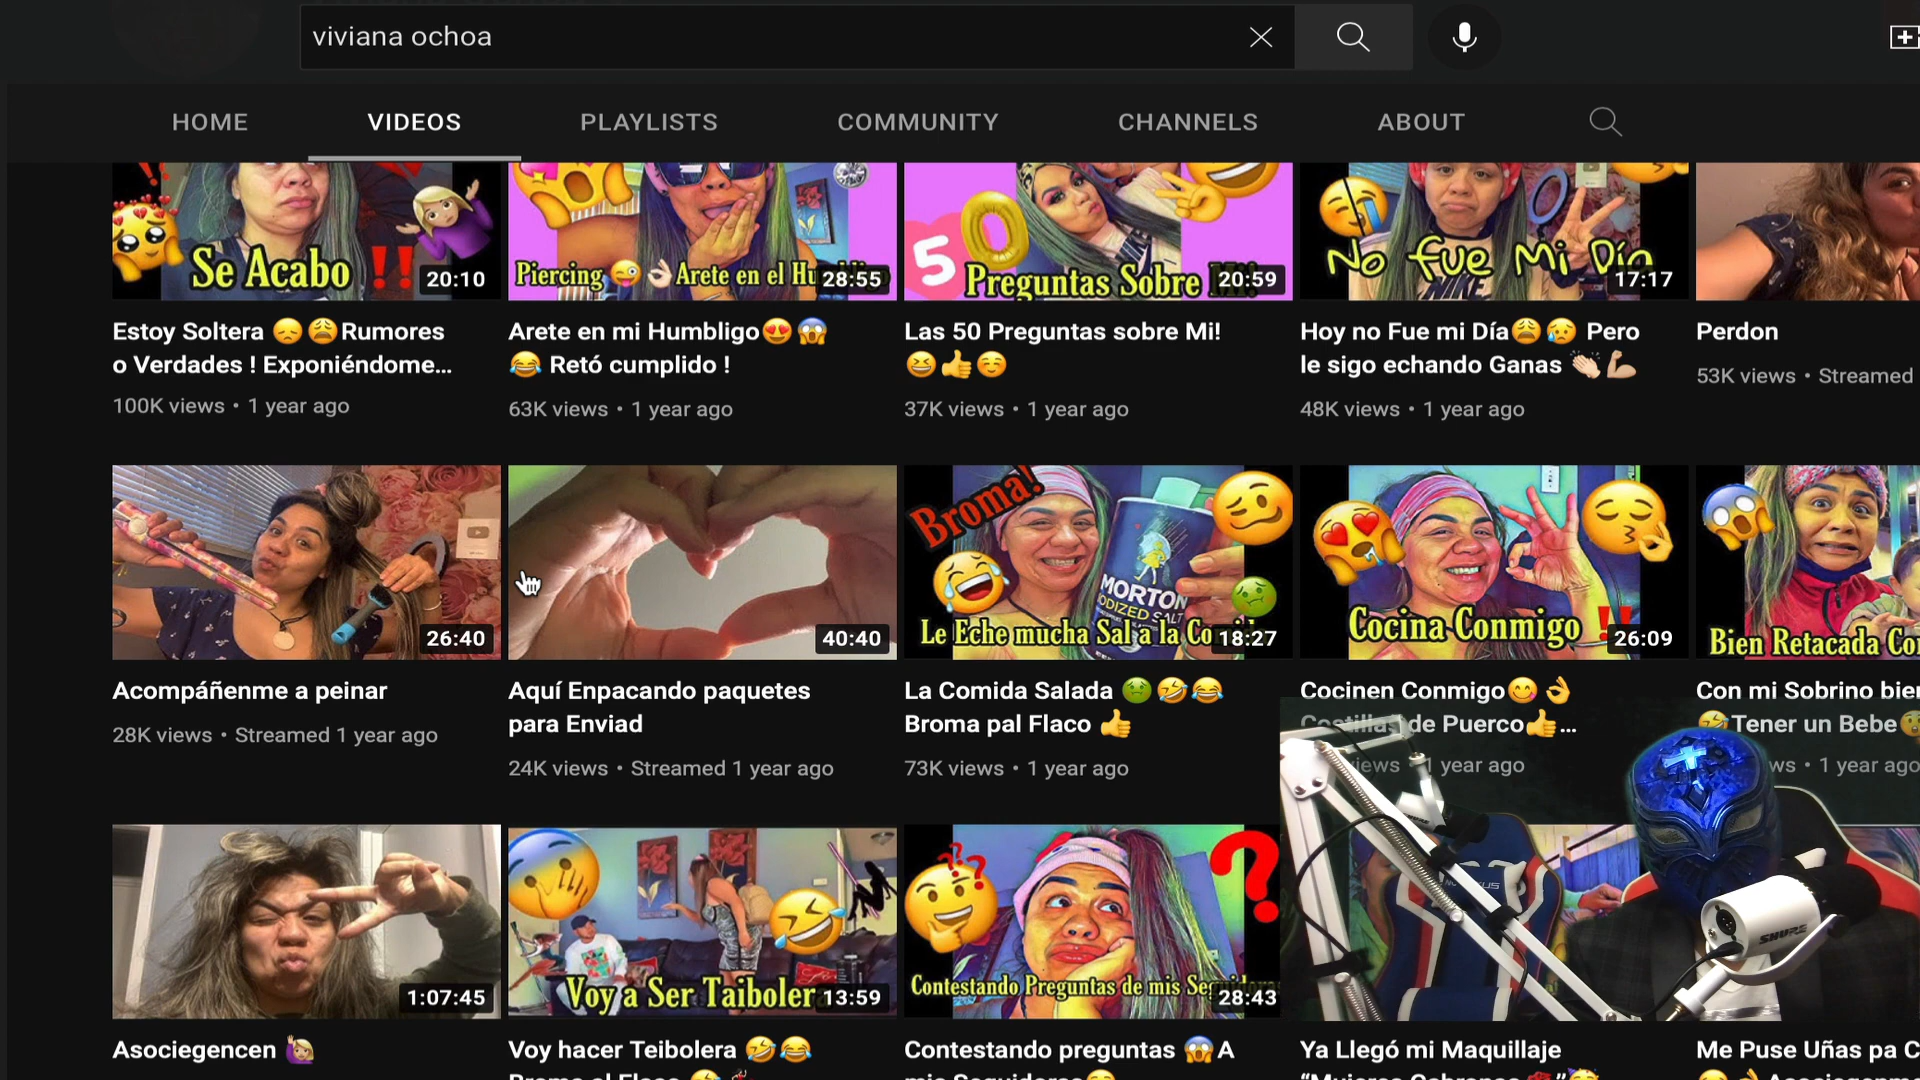 viviana ochoa
HOME VIDEOS PLAYLISTS COMMUNITY CHANNELS ABOUT
Se Acabo ‼️ 20:10
Piercing 😜👌🏻 Arete en el Hu 28:55
50 Preguntas Sobre 20:59
No fue Mi Día 17:17
NIKE
Estoy Soltera 😞😩Rumores
o Verdades ! Exponiéndome...
100K views • 1 year ago
Arete en mi Humbligo😍😱
😂 Retó cumplido !
63K views • 1 year ago
Las 50 Preguntas sobre Mi!
😆👍☺️
37K views • 1 year ago
Hoy no Fue mi Día😩😥 Pero
le sigo echando Ganas 👏🏻💪🏼
48K views • 1 year ago
Perdon
53K views • Streamed
26:40
40:40
Broma!
MORTON
ODIZED SALT
Le Eche mucha Sal a la Co 18:27
Cocina Conmigo ‼️ 26:09
Bien Retacada Co
Acompáñenme a peinar
28K views • Streamed 1 year ago
Aquí Enpacando paquetes
para Enviad
24K views • Streamed 1 year ago
La Comida Salada 🤢🤣😂
Broma pal Flaco 👍
73K views • 1 year ago
Cocinen Conmigo😋👌
Costillas de Puerco👍...
views 1 year ago
Con mi Sobrino bie
🤣Tener un Bebe
ws • 1 year ago
1:07:45
Voy a Ser Taiboler 13:59
❓
Contestando Preguntas de mis Seguidora 28:43
SHURE
Asociegencen 🙋🏼‍♀️
Voy hacer Teibolera 🤣😂
Broma al Flaco
Contestando preguntas 😱A
mis Seguidores
Ya Llegó mi Maquillaje
"Mujeres Cabronas
Me Puse Uñas pa C